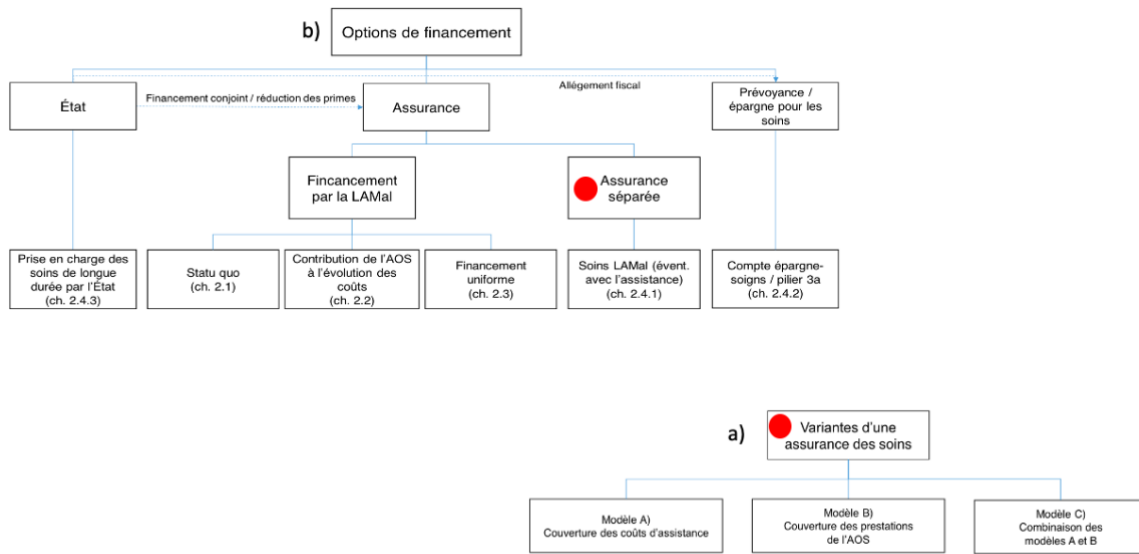 b)
Options de financement
Allègement fiscal
État
Financement conjoint / réduction des primes
Assurance
Prévoyance /
épargne pour les
soins
Fincancement
par la LAMal
Assurance
séparée
Prise en charge des
soins de longue
durée par l'État
(ch. 2.4.3)
Statu quo
(ch. 2.1)
Contribution de l'AOS
à l'évolution des
coûts
(ch. 2.2)
Financement
uniforme
(ch. 2.3)
Soins LAMal (évent.
avec l'assistance)
(ch. 2.4.1)
Compte épargne-
soigns / pilier 3a
(ch. 2.4.2)
a)
Variantes d'une
assurance des soins
Modèle A)
Couverture des coûts d'assistance
Modèle B)
Couverture des prestations
de l'AOS
Modèle C)
Combinaison des
modèles A et B